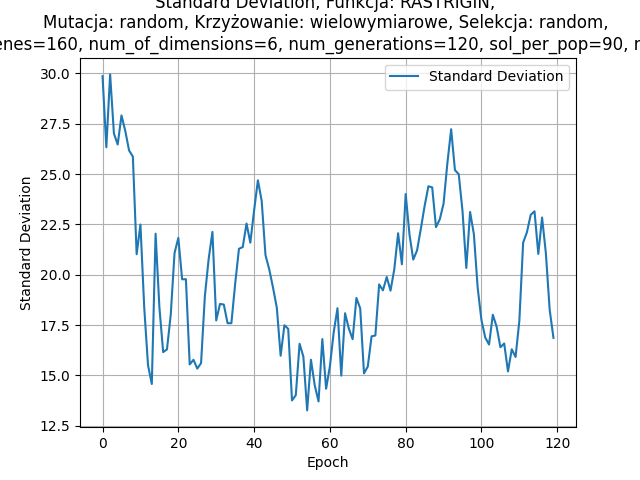 Standard Deviation, Funkcja: RASTRIGIN,
Mutacja: random, Krzyżowanie: wielowymiarowe, Selekcja: random,
enes=160, num_of_dimensions=6, num_generations=120, sol_per_pop=90, n
Standard Deviation
30.0
27.5
25.0
22.5
20.0
17.5
15.0
12.5
Standard Deviation
0 20 40 60 80 100 120
Epoch